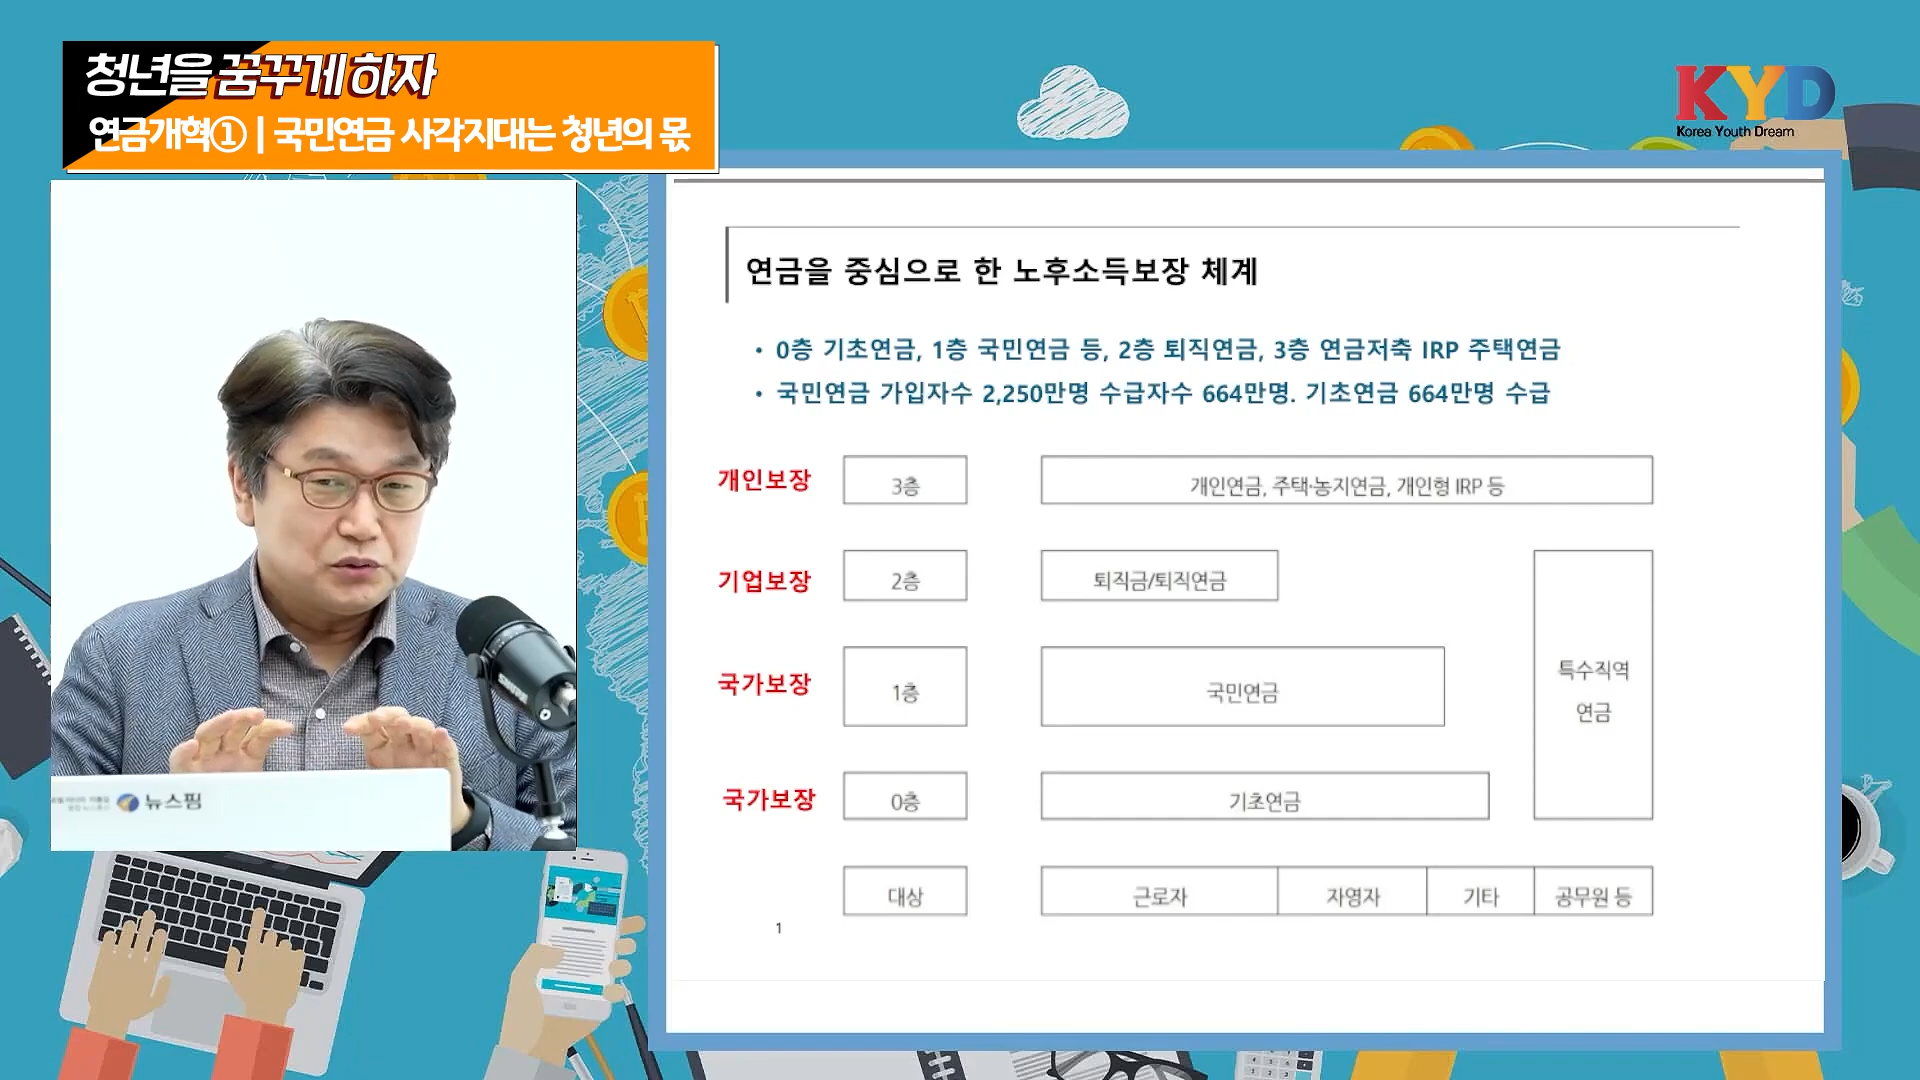 청년을 꿈꾸게 하자
연금개혁① | 국민연금 사각지대는 청년의 몫
KYD
Korea Youth Dream
연금을 중심으로 한 노후소득보장 체계
• 0층 기초연금, 1층 국민연금 등, 2층 퇴직연금, 3층 연금저축 IRP 주택연금
• 국민연금 가입자수 2,250만명 수급자수 664만명. 기초연금 664만명 수급
개인보장 3층 개인연금, 주택·농지연금, 개인형 IRP 등
기업보장 2층 퇴직금/퇴직연금
국가보장 1층 국민연금
특수직역
연금
국가보장 0층 기초연금
대상 근로자 자영자 기타 공무원 등
1
뉴스핌